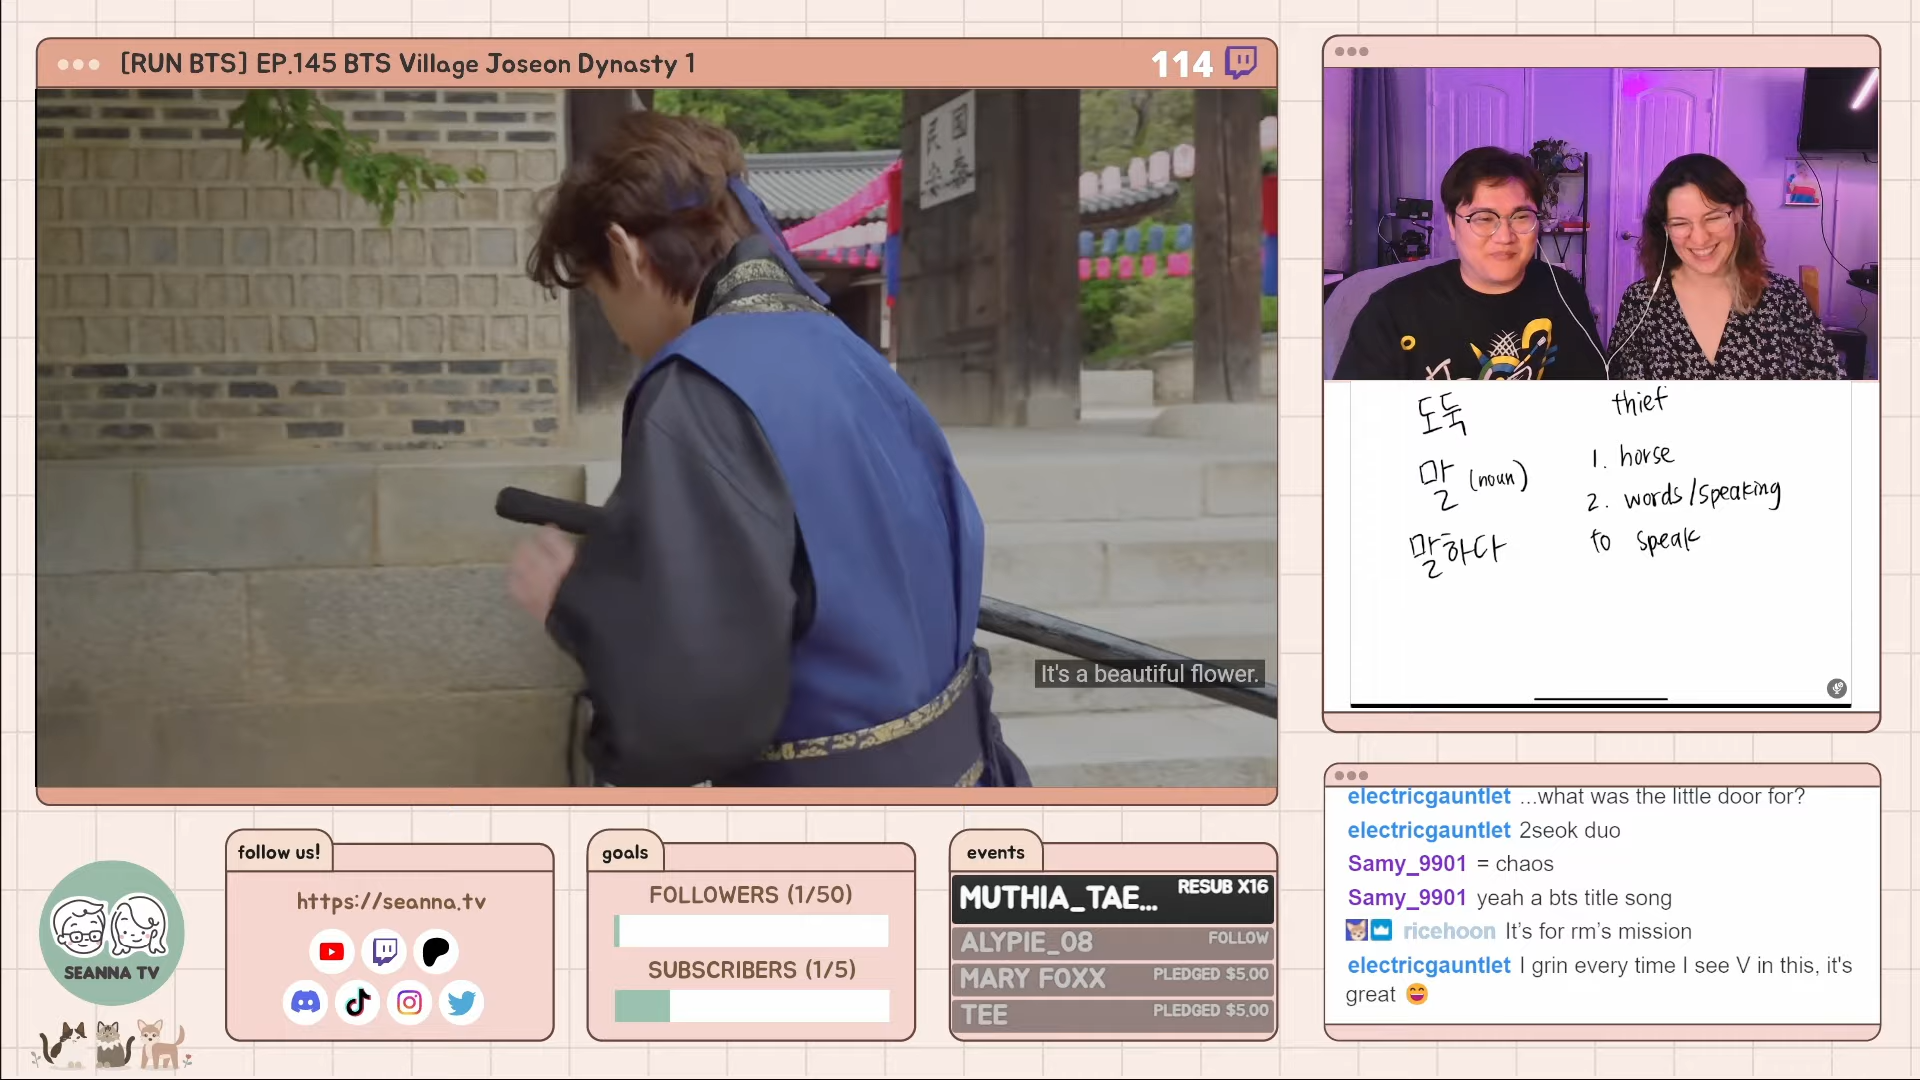 [RUN BTS] EP.145 BTS Village Joseon Dynasty 1
114
It's a beautiful flower.
도둑 thief
말 (noun) 1. horse
2. words/speaking
말하다 to speak
electricgauntlet ...what was the little door for?
electricgauntlet 2seok duo
Samy_9901 = chaos
Samy_9901 yeah a bts title song
ricehoon It’s for rm’s mission
electricgauntlet I grin every time I see V in this, it's
great 😄
SEANNA TV
follow us!
https://seanna.tv
goals
FOLLOWERS (1/50)
SUBSCRIBERS (1/5)
events
MUTHIA_TAE... RESUB X16
ALYPIE_08 FOLLOW
MARY FOXX PLEDGED $5.00
TEE PLEDGED $5.00